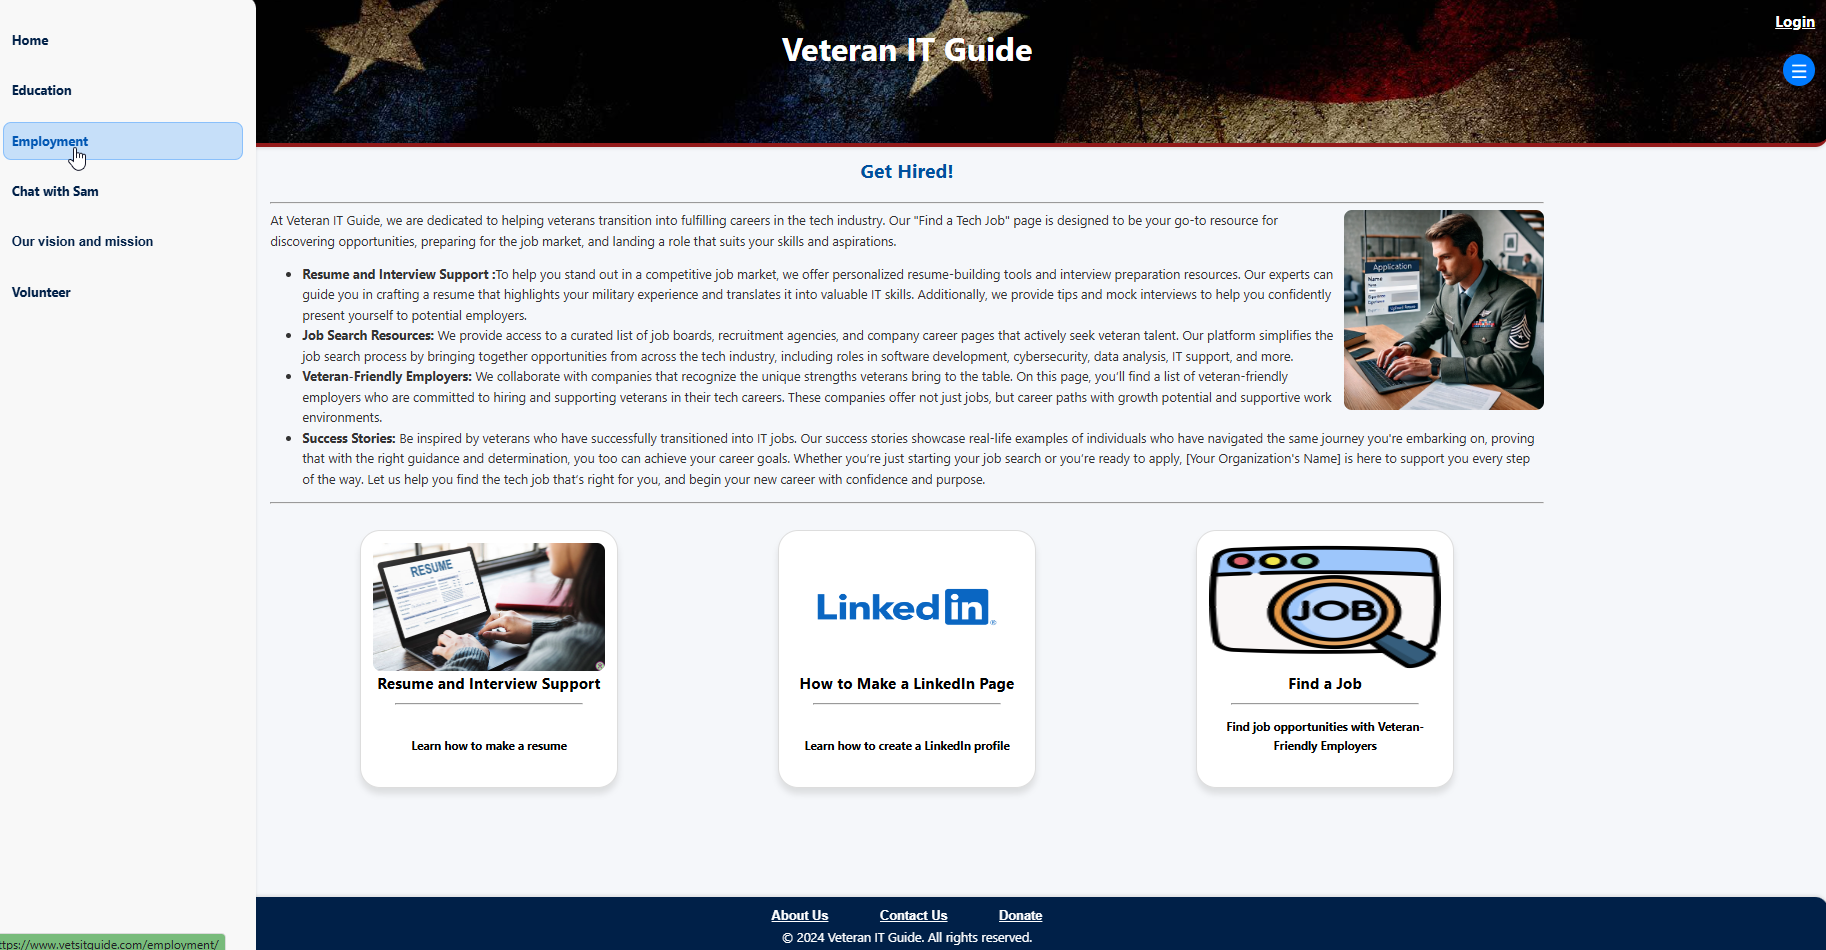 Home
Education
Employment
Chat with Sam
Our vision and mission
Volunteer
Veteran IT Guide
Login
Get Hired!
At Veteran IT Guide, we are dedicated to helping veterans transition into fulfilling careers in the tech industry. Our "Find a Tech Job" page is designed to be your go-to resource for
discovering opportunities, preparing for the job market, and landing a role that suits your skills and aspirations.
Resume and Interview Support :To help you stand out in a competitive job market, we offer personalized resume-building tools and interview preparation resources. Our experts can
guide you in crafting a resume that highlights your military experience and translates it into valuable IT skills. Additionally, we provide tips and mock interviews to help you confidently
present yourself to potential employers.
Job Search Resources: We provide access to a curated list of job boards, recruitment agencies, and company career pages that actively seek veteran talent. Our platform simplifies the
job search process by bringing together opportunities from across the tech industry, including roles in software development, cybersecurity, data analysis, IT support, and more.
Veteran-Friendly Employers: We collaborate with companies that recognize the unique strengths veterans bring to the table. On this page, you'll find a list of veteran-friendly
employers who are committed to hiring and supporting veterans in their tech careers. These companies offer not just jobs, but career paths with growth potential and supportive work
environments.
Success Stories: Be inspired by veterans who have successfully transitioned into IT jobs. Our success stories showcase real-life examples of individuals who have navigated the same journey you're embarking on, proving
that with the right guidance and determination, you too can achieve your career goals. Whether you're just starting your job search or you're ready to apply, [Your Organization's Name] is here to support you every step
of the way. Let us help you find the tech job that's right for you, and begin your new career with confidence and purpose.
Application
Name
RESUME
Resume and Interview Support
Learn how to make a resume
Linked in
How to Make a LinkedIn Page
Learn how to create a LinkedIn profile
JOB
Find a Job
Find job opportunities with Veteran-
Friendly Employers
About Us
Contact Us
Donate
© 2024 Veteran IT Guide. All rights reserved.
ttps://www.vetsitguide.com/employment/